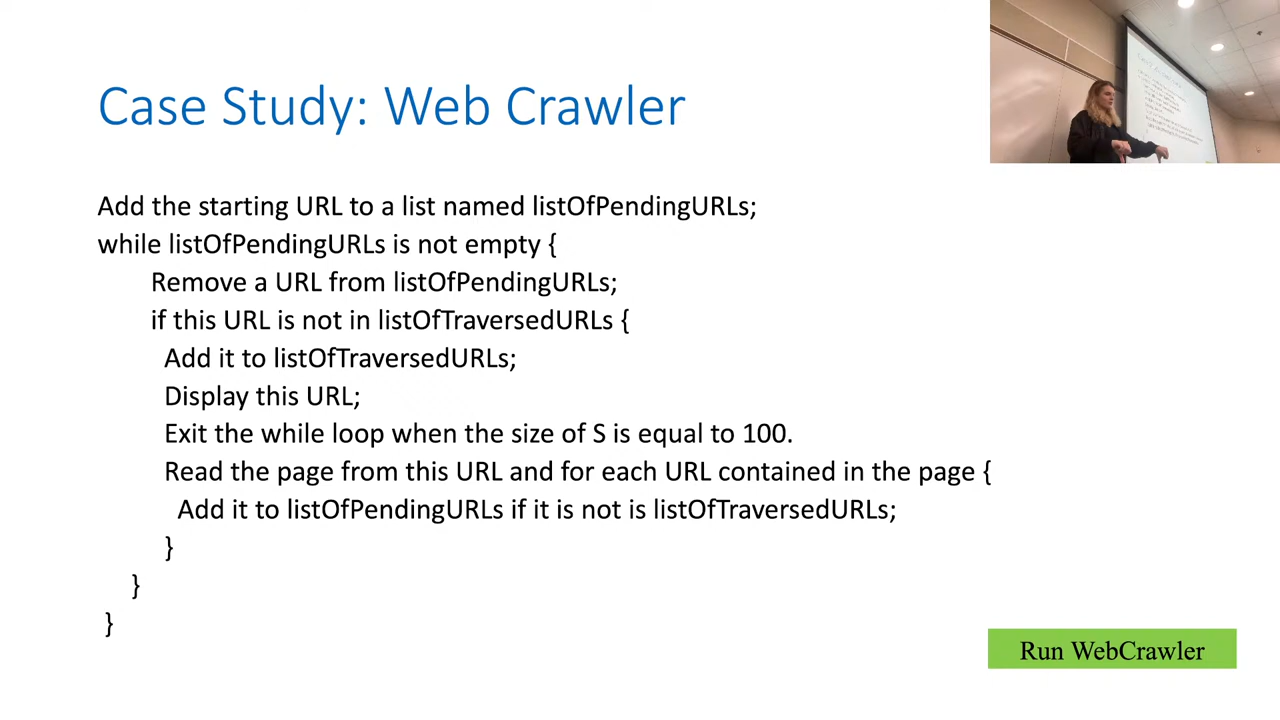 Case Study: Web Crawler
Add the starting URL to a list named listOfPendingURLs;
while listOfPendingURLs is not empty {
Remove a URL from listOfPendingURLs;
if this URL is not in listOfTraversedURLs {
Add it to listOfTraversedURLs;
Display this URL;
Exit the while loop when the size of S is equal to 100.
Read the page from this URL and for each URL contained in the page {
Add it to listOfPendingURLs if it is not is listOfTraversedURLs;
}
}
}
Run WebCrawler